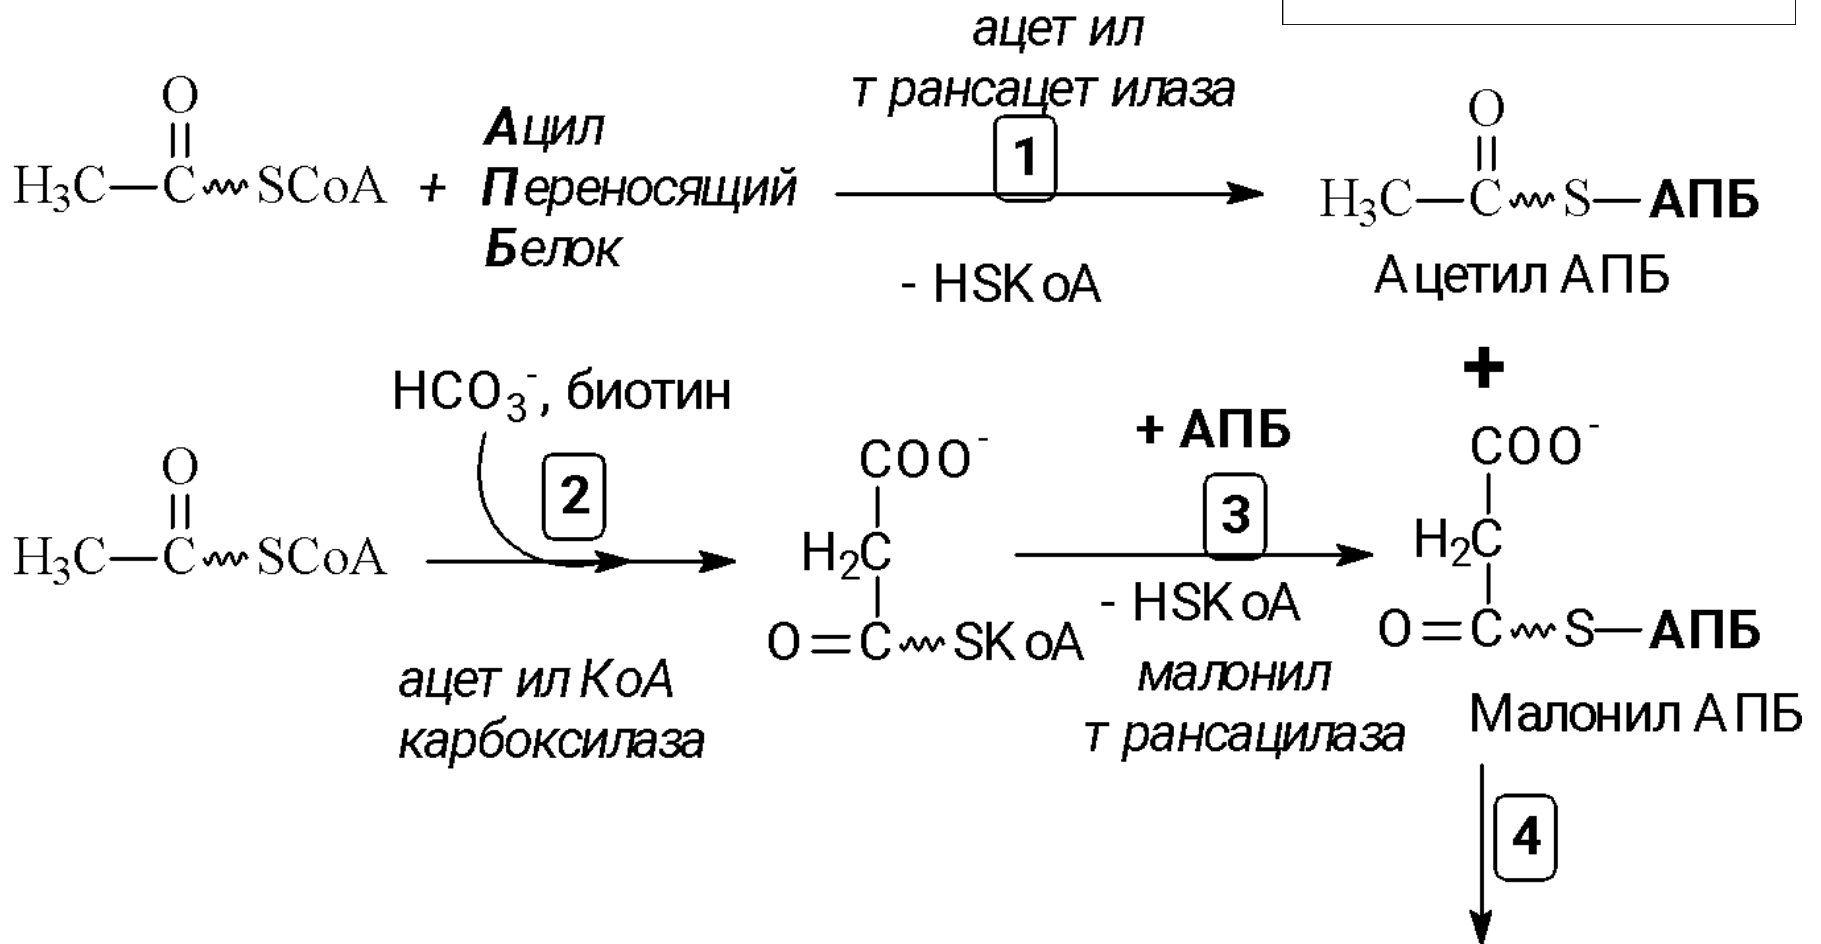 ацет ил
т рансацет илаза
1
O
H₃C—C~SCoA + Ацил
Переносящий
Белок
- HSKoA
O
H₃C—C~S—АПБ
Ацетил АПБ
+
HCO₃⁻, биотин
2
O
H₃C—C~SCoA
ацет ил КоА
карбоксилаза
COO⁻
H₂C
O=C~SKoA
+ АПБ
3
- HSKoA
малонил
т рансацилаза
COO⁻
H₂C
O=C~S—АПБ
Малонил АПБ
4